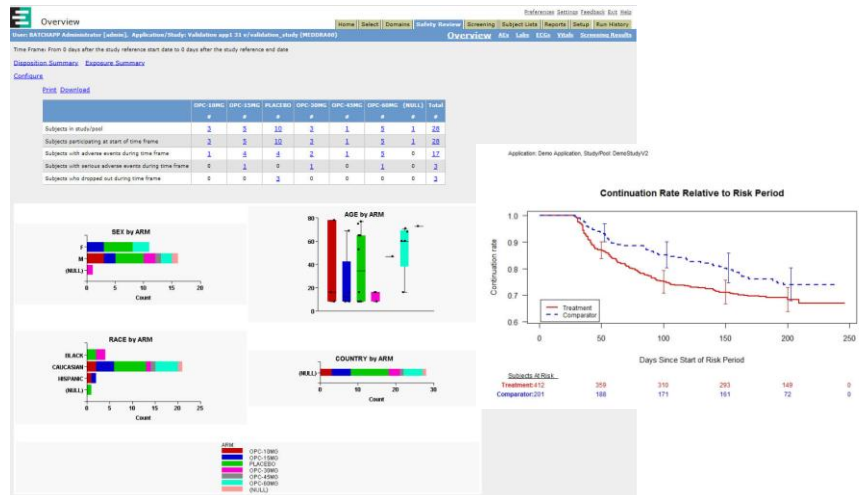 Preferences Settings Feedback Exit Help
Overview
Home Select Domains Safety Review Screening Subject Lists Reports Setup Run History
User: BATCHAPP Administrator [admin], Application/Study: Validation app1 21 c/validation_study (MEDDRA80)
Overview AEs Labs ECGs Vitals Screening Results
Time Frame: From 0 days after the study reference start date to 0 days after the study reference end date
Disposition Summary Exposure Summary
Configure
Print Download
OPC-10MG OPC-15MG PLACEBO OPC-30MG OPC-45MG OPC-60MG (NULL) Total
# # # # # # # #
Subjects in study/pool 3 5 10 3 1 5 1 28
Subjects participating at start of time frame 3 5 10 3 1 5 1 28
Subjects with adverse events during time frame 1 4 4 2 1 5 0 17
Subjects with serious adverse events during time frame 0 1 0 1 0 1 0 3
Subjects who dropped out during time frame 0 0 3 0 0 0 0 3
SEX by ARM
F
M
(NULL)
0 5 10 15 20
Count
AGE by ARM
80
60
40
20
0
RACE by ARM
BLACK
CAUCASIAN
HISPANIC
(NULL)
0 5 10 15 20 25
Count
COUNTRY by ARM
(NULL)
0 10 20 30
Count
ARM
OPC-10MG
OPC-15MG
PLACEBO
OPC-30MG
OPC-45MG
OPC-60MG
(NULL)
Application: Demo Application, Study/Pool: DemoStudyV2
Continuation Rate Relative to Risk Period
Continuation rate
1.0
0.9
0.8
0.7
0.6
Treatment
Comparator
0 50 100 150 200 250
Days Since Start of Risk Period
Subjects At Risk
Treatment:412 359 310 293 149 0
Comparator:201 188 171 161 72 0